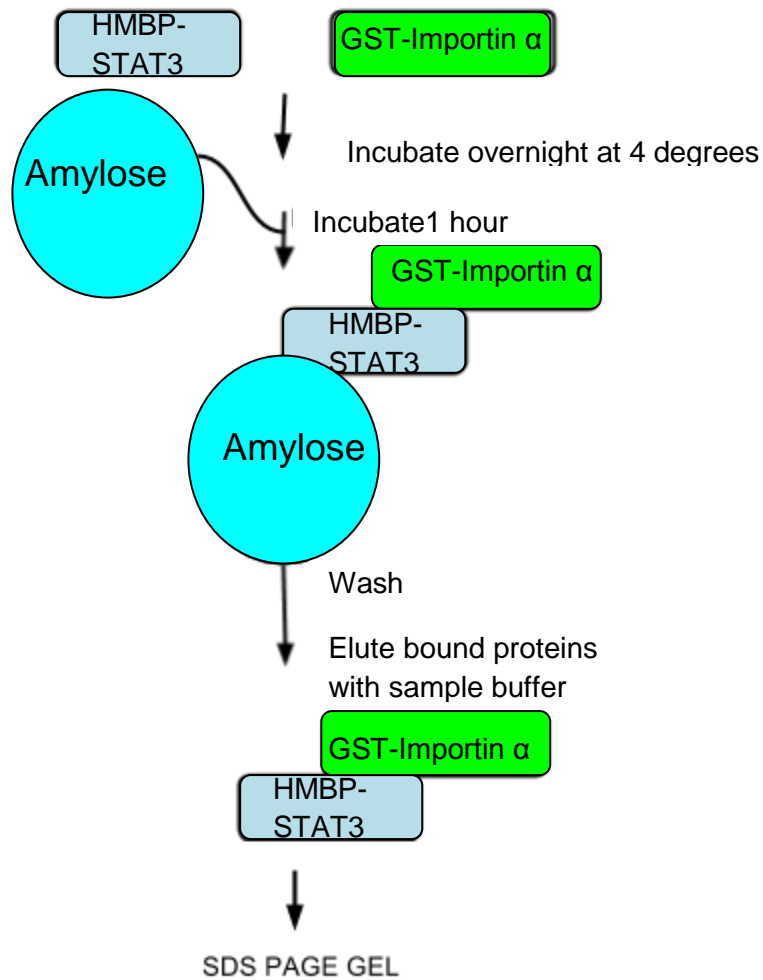 HMBP-
STAT3
GST-Importin α
Amylose
Incubate overnight at 4 degrees
Incubate1 hour
GST-Importin α
HMBP-
STAT3
Amylose
Wash
Elute bound proteins
with sample buffer
GST-Importin α
HMBP-
STAT3
SDS PAGE GEL